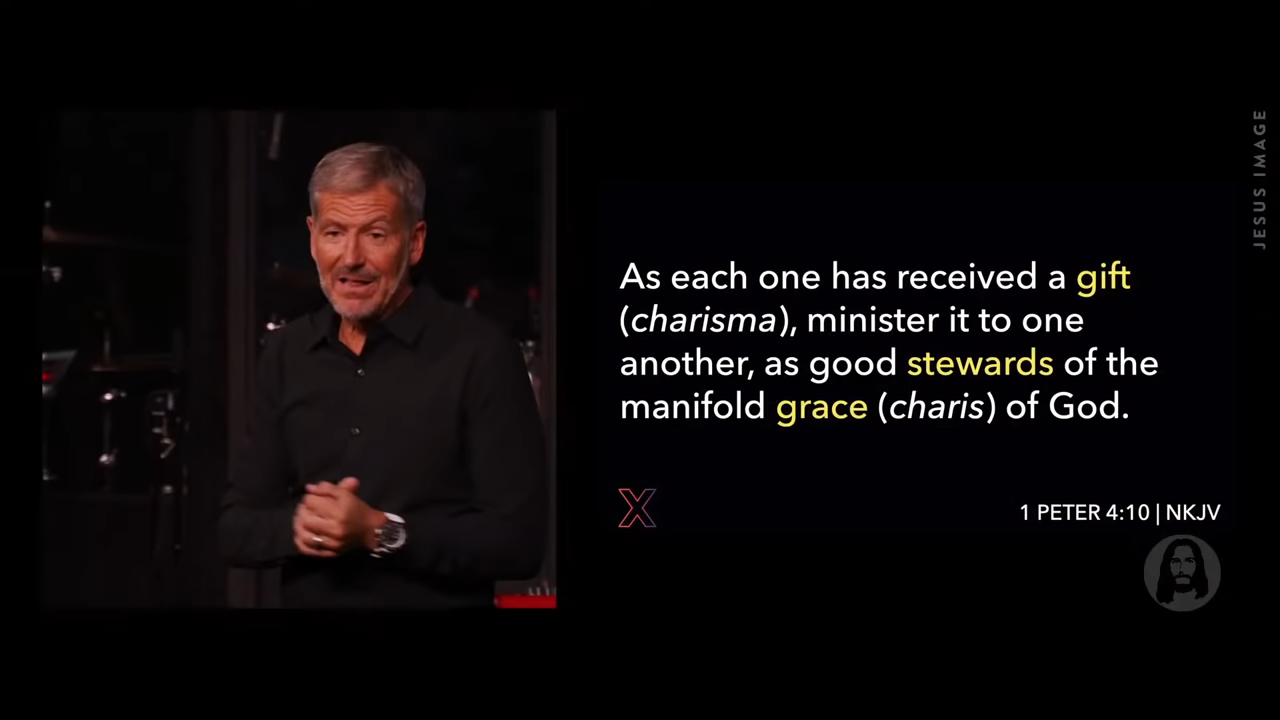 As each one has received a gift
(charisma), minister it to one
another, as good stewards of the
manifold grace (charis) of God.
X
1 PETER 4:10 | NKJV
JESUS IMAGE